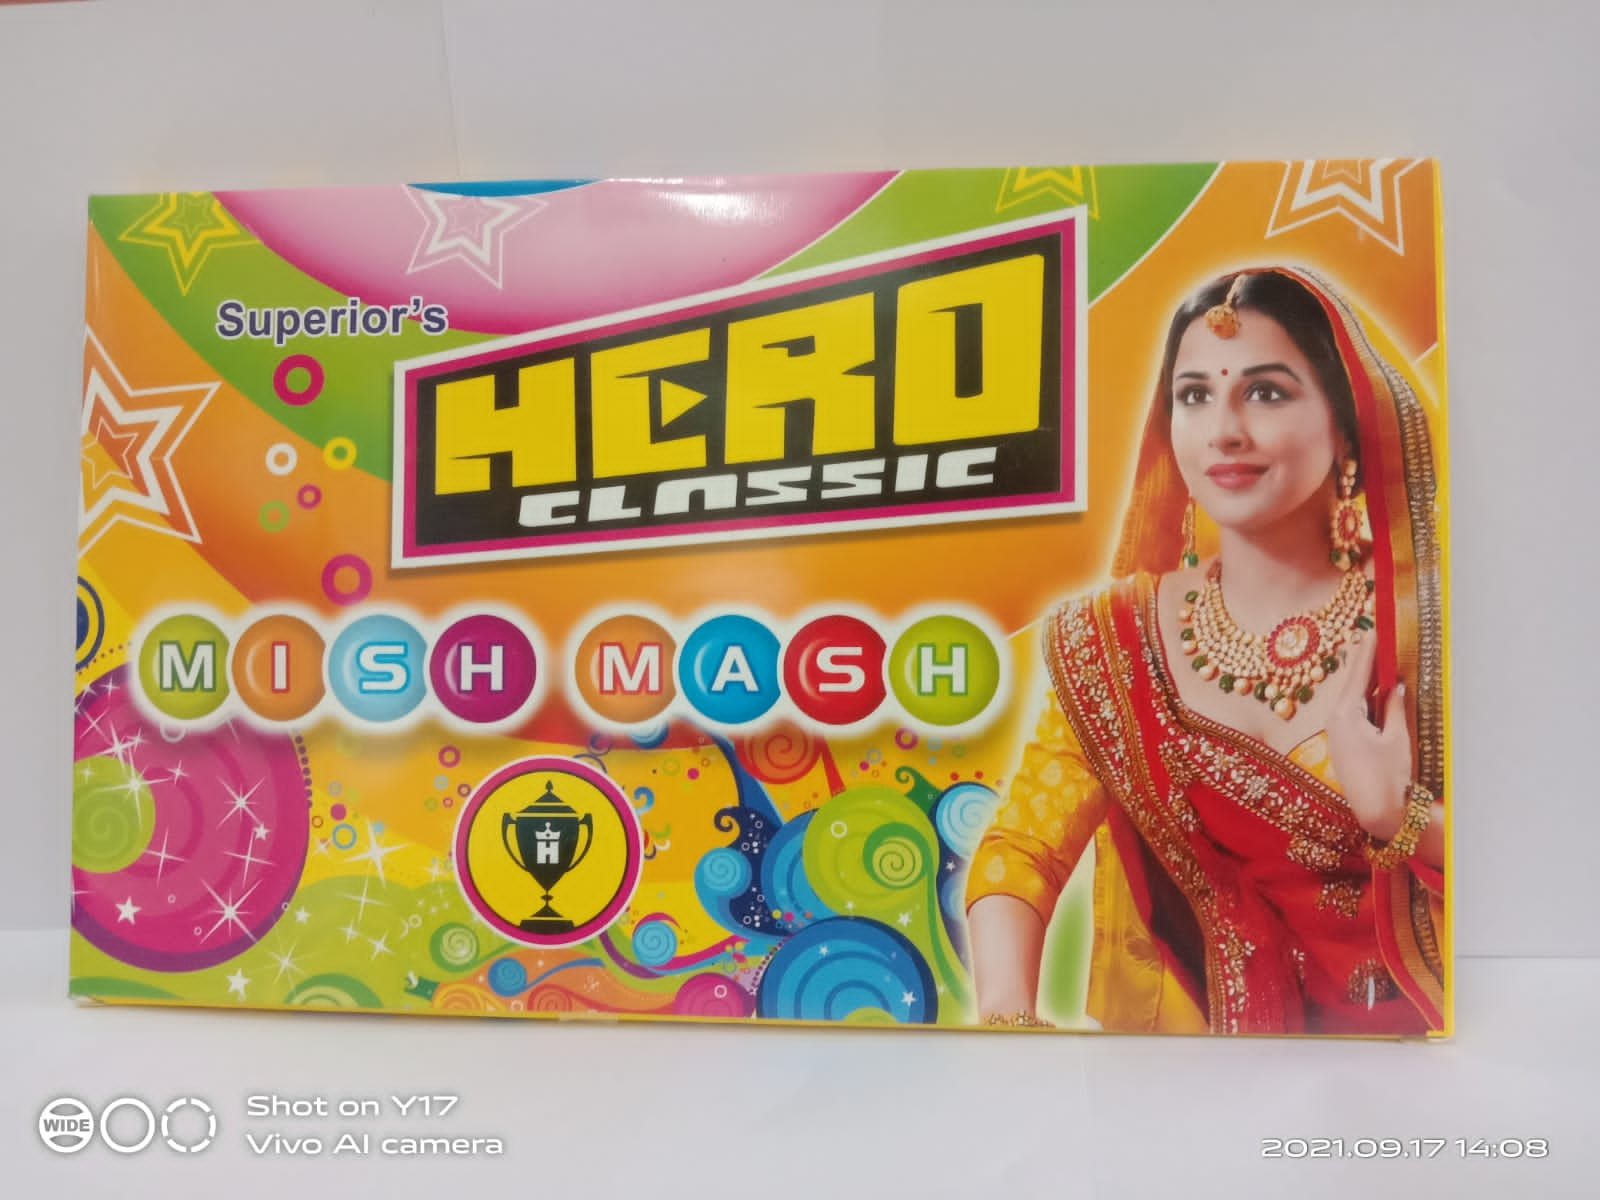 Superior's
HERO
CLASSIC
MISH MASH
H
WIDE
Shot on Y17
Vivo AI camera
2021.09.17 14:08